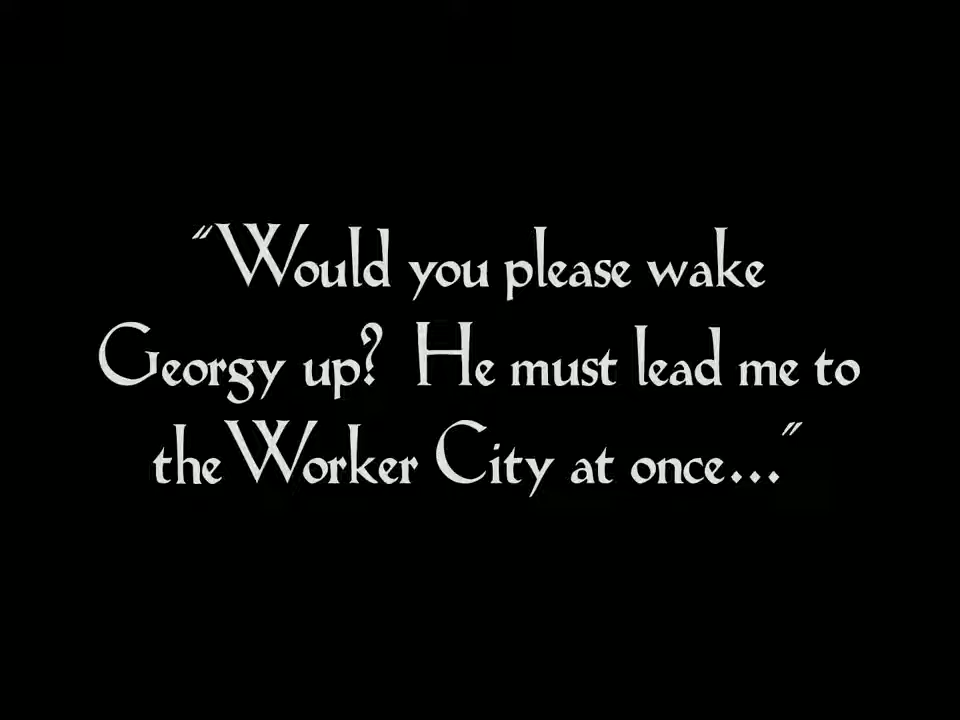 "Would you please wake
Georgy up? He must lead me to
the Worker City at once..."